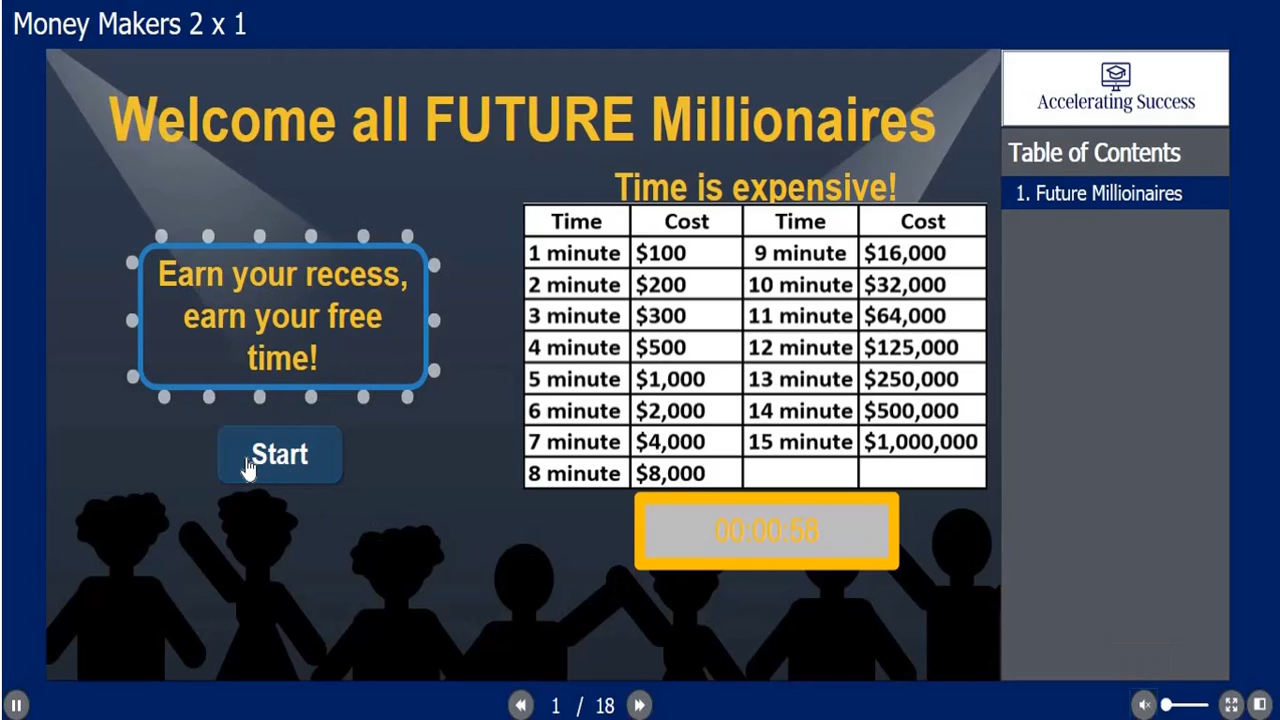 Money Makers 2 x 1
Accelerating Success
Welcome all FUTURE Millionaires
Table of Contents
1. Future Millioinaires
Time is expensive!
Earn your recess,
earn your free
time!
Start
Time Cost Time Cost
1 minute $100 9 minute $16,000
2 minute $200 10 minute $32,000
3 minute $300 11 minute $64,000
4 minute $500 12 minute $125,000
5 minute $1,000 13 minute $250,000
6 minute $2,000 14 minute $500,000
7 minute $4,000 15 minute $1,000,000
8 minute $8,000
00:00:58
1 / 18